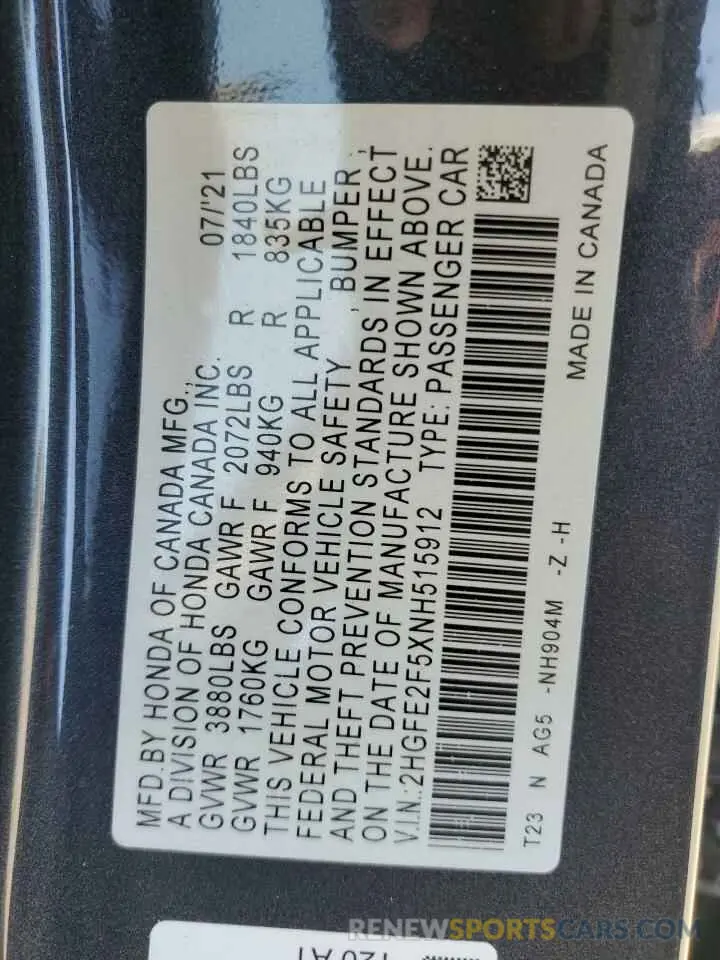 MFD.BY HONDA OF CANADA MFG.,
A DIVISION OF HONDA CANADA INC. 07/'21
GVWR 3880LBS GAWR F 2072LBS R 1840LBS
GVWR 1760KG GAWR F 940KG R 835KG
THIS VEHICLE CONFORMS TO ALL APPLICABLE
FEDERAL MOTOR VEHICLE SAFETY , BUMPER ,
AND THEFT PREVENTION STANDARDS IN EFFECT
ON THE DATE OF MANUFACTURE SHOWN ABOVE.
V.I.N.:2HGFE2F5XNH515912 TYPE: PASSENGER CAR
T23 N AG5 -NH904M -Z -H
MADE IN CANADA
RENEWSPORTSCARS.COM